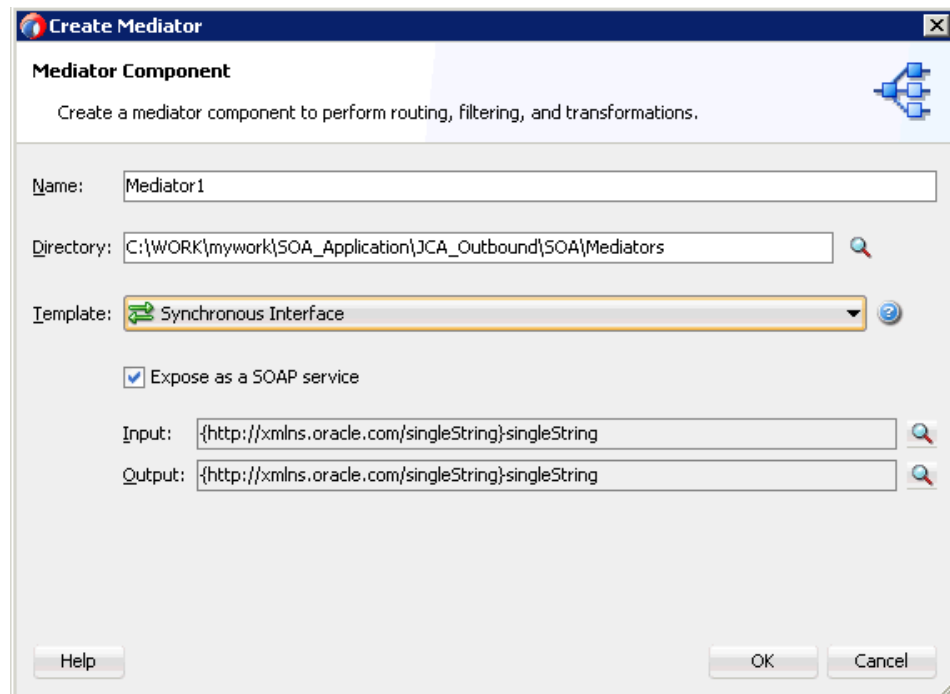 Create Mediator
Mediator Component
Create a mediator component to perform routing, filtering, and transformations.
Name: Mediator1
Directory: C:\WORK\mywork\SOA_Application\JCA_Outbound\SOA\Mediators
Template: Synchronous Interface
Expose as a SOAP service
Input: {http://xmlns.oracle.com/singleString}singleString
Output: {http://xmlns.oracle.com/singleString}singleString
Help OK Cancel